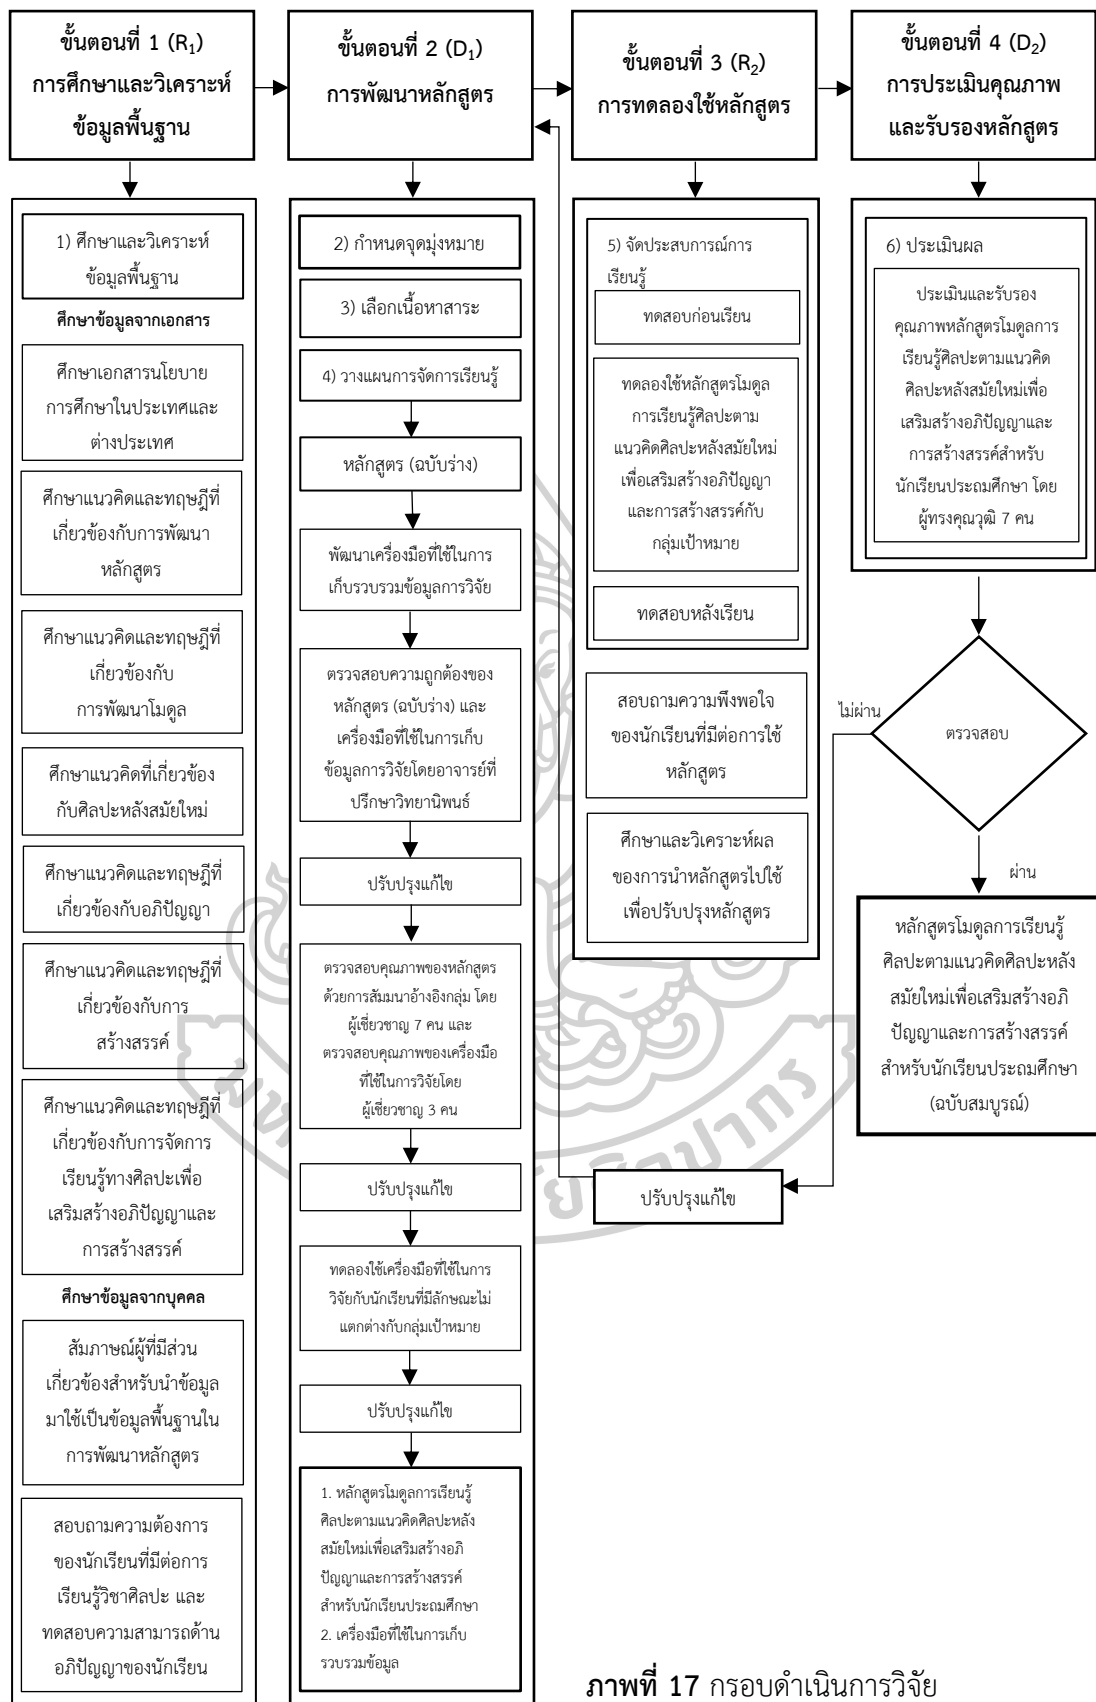 ขั้นตอนที่ 1 (R₁)
การศึกษาและวิเคราะห์
ข้อมูลพื้นฐาน
ขั้นตอนที่ 2 (D₁)
การพัฒนาหลักสูตร
ขั้นตอนที่ 3 (R₂)
การทดลองใช้หลักสูตร
ขั้นตอนที่ 4 (D₂)
การประเมินคุณภาพ
และรับรองหลักสูตร
1) ศึกษาและวิเคราะห์
ข้อมูลพื้นฐาน
ศึกษาข้อมูลจากเอกสาร
ศึกษาเอกสารนโยบาย
การศึกษาในประเทศและ
ต่างประเทศ
ศึกษาแนวคิดและทฤษฎีที่
เกี่ยวข้องกับการพัฒนา
หลักสูตร
ศึกษาแนวคิดและทฤษฎีที่
เกี่ยวข้องกับ
การพัฒนาโมดูล
ศึกษาแนวคิดที่เกี่ยวข้อง
กับศิลปะหลังสมัยใหม่
ศึกษาแนวคิดและทฤษฎีที่
เกี่ยวข้องกับอภิปัญญา
ศึกษาแนวคิดและทฤษฎีที่
เกี่ยวข้องกับการ
สร้างสรรค์
ศึกษาแนวคิดและทฤษฎีที่
เกี่ยวข้องกับการจัดการ
เรียนรู้ทางศิลปะเพื่อ
เสริมสร้างอภิปัญญาและ
การสร้างสรรค์
ศึกษาข้อมูลจากบุคคล
สัมภาษณ์ผู้ที่มีส่วน
เกี่ยวข้องสำหรับนำข้อมูล
มาใช้เป็นข้อมูลพื้นฐานใน
การพัฒนาหลักสูตร
สอบถามความต้องการ
ของนักเรียนที่มีต่อการ
เรียนรู้วิชาศิลปะ และ
ทดสอบความสามารถด้าน
อภิปัญญาของนักเรียน
2) กำหนดจุดมุ่งหมาย
3) เลือกเนื้อหาสาระ
4) วางแผนการจัดการเรียนรู้
หลักสูตร (ฉบับร่าง)
พัฒนาเครื่องมือที่ใช้ในการ
เก็บรวบรวมข้อมูลการวิจัย
ตรวจสอบความถูกต้องของ
หลักสูตร (ฉบับร่าง) และ
เครื่องมือที่ใช้ในการเก็บ
ข้อมูลการวิจัยโดยอาจารย์ที่
ปรึกษาวิทยานิพนธ์
ปรับปรุงแก้ไข
ตรวจสอบคุณภาพของหลักสูตร
ด้วยการสัมมนาอ้างอิงกลุ่ม โดย
ผู้เชี่ยวชาญ 7 คน และ
ตรวจสอบคุณภาพของเครื่องมือ
ที่ใช้ในการวิจัยโดย
ผู้เชี่ยวชาญ 3 คน
ปรับปรุงแก้ไข
ทดลองใช้เครื่องมือที่ใช้ในการ
วิจัยกับนักเรียนที่มีลักษณะไม่
แตกต่างกับกลุ่มเป้าหมาย
ปรับปรุงแก้ไข
1. หลักสูตรโมดูลการเรียนรู้
ศิลปะตามแนวคิดศิลปะหลัง
สมัยใหม่เพื่อเสริมสร้างอภิ
ปัญญาและการสร้างสรรค์
สำหรับนักเรียนประถมศึกษา
2. เครื่องมือที่ใช้ในการเก็บ
รวบรวมข้อมูล
5) จัดประสบการณ์การ
เรียนรู้
ทดสอบก่อนเรียน
ทดลองใช้หลักสูตรโมดูล
การเรียนรู้ศิลปะตาม
แนวคิดศิลปะหลังสมัยใหม่
เพื่อเสริมสร้างอภิปัญญา
และการสร้างสรรค์กับ
กลุ่มเป้าหมาย
ทดสอบหลังเรียน
สอบถามความพึงพอใจ
ของนักเรียนที่มีต่อการใช้
หลักสูตร
ศึกษาและวิเคราะห์ผล
ของการนำหลักสูตรไปใช้
เพื่อปรับปรุงหลักสูตร
ปรับปรุงแก้ไข
6) ประเมินผล
ประเมินและรับรอง
คุณภาพหลักสูตรโมดูลการ
เรียนรู้ศิลปะตามแนวคิด
ศิลปะหลังสมัยใหม่เพื่อ
เสริมสร้างอภิปัญญาและ
การสร้างสรรค์สำหรับ
นักเรียนประถมศึกษา โดย
ผู้ทรงคุณวุฒิ 7 คน
ไม่ผ่าน
ตรวจสอบ
ผ่าน
หลักสูตรโมดูลการเรียนรู้
ศิลปะตามแนวคิดศิลปะหลัง
สมัยใหม่เพื่อเสริมสร้างอภิ
ปัญญาและการสร้างสรรค์
สำหรับนักเรียนประถมศึกษา
(ฉบับสมบูรณ์)
ภาพที่ 17 กรอบดำเนินการวิจัย